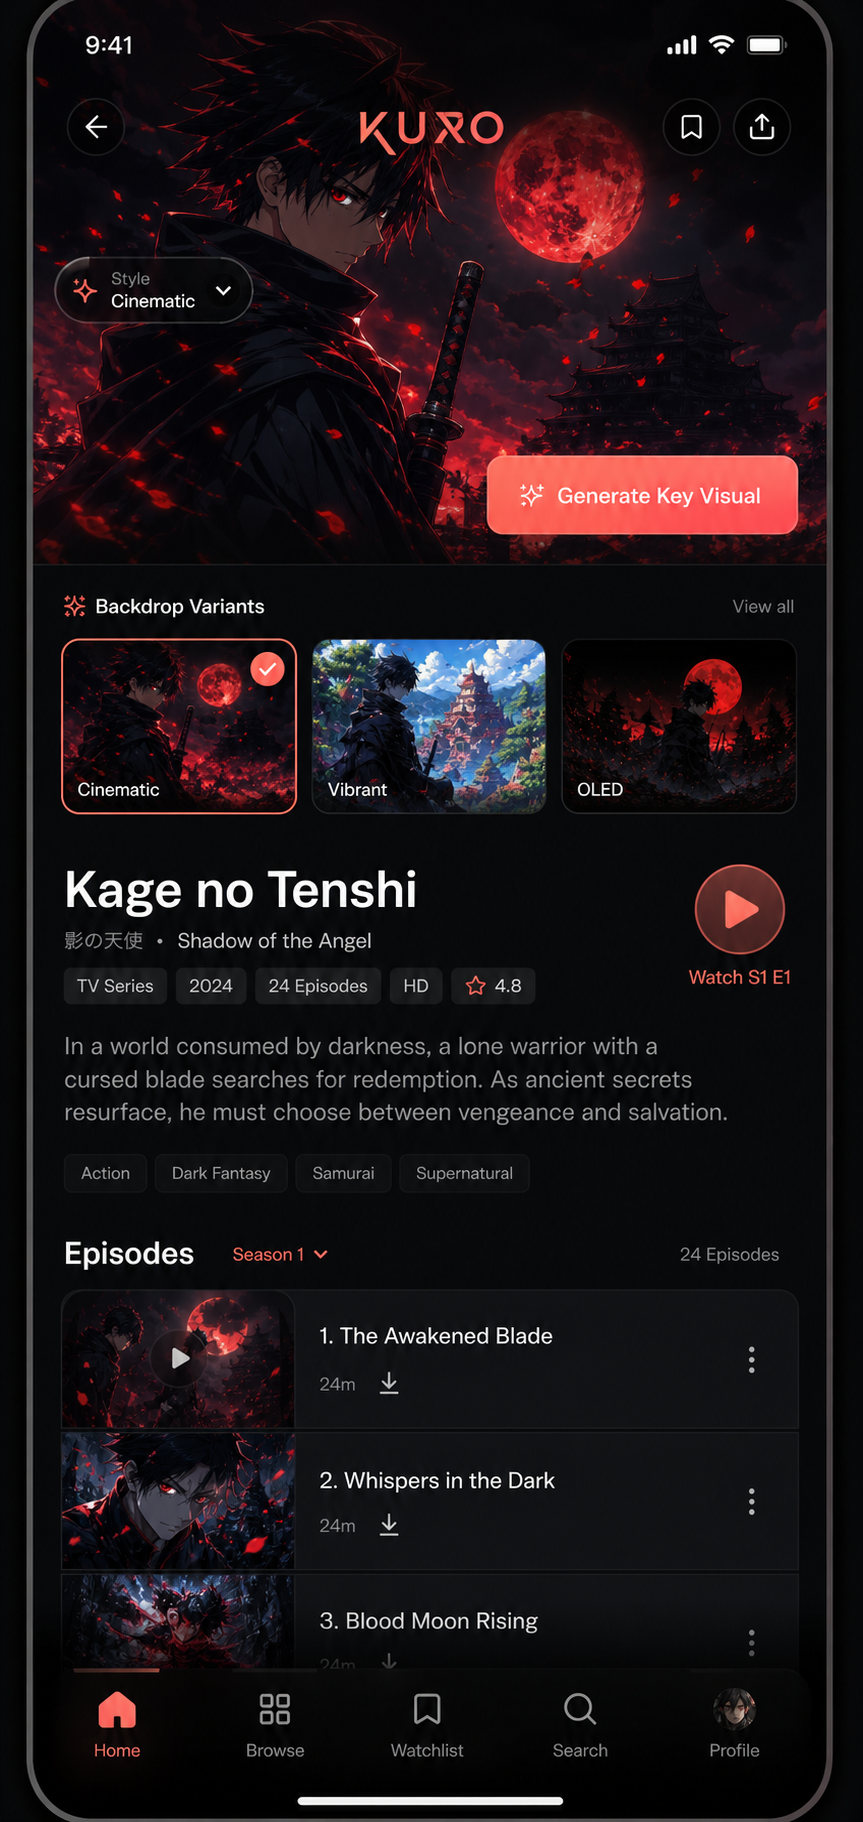 9:41
KURO
Style
Cinematic
Generate Key Visual
Backdrop Variants
View all
Cinematic
Vibrant
OLED
Kage no Tenshi
影の天使 • Shadow of the Angel
TV Series
2024
24 Episodes
HD
4.8
Watch S1 E1
In a world consumed by darkness, a lone warrior with a
cursed blade searches for redemption. As ancient secrets
resurface, he must choose between vengeance and salvation.
Action
Dark Fantasy
Samurai
Supernatural
Episodes
Season 1
24 Episodes
1. The Awakened Blade
24m
2. Whispers in the Dark
24m
3. Blood Moon Rising
24m
Home
Browse
Watchlist
Search
Profile